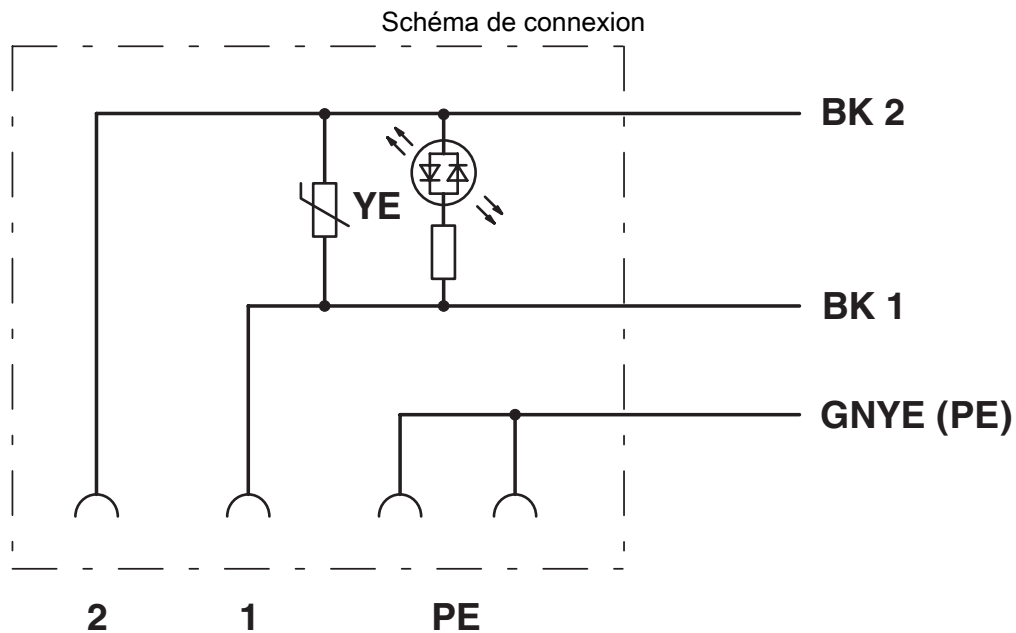 Schéma de connexion
BK 2
YE
BK 1
GNYE (PE)
2 1 PE